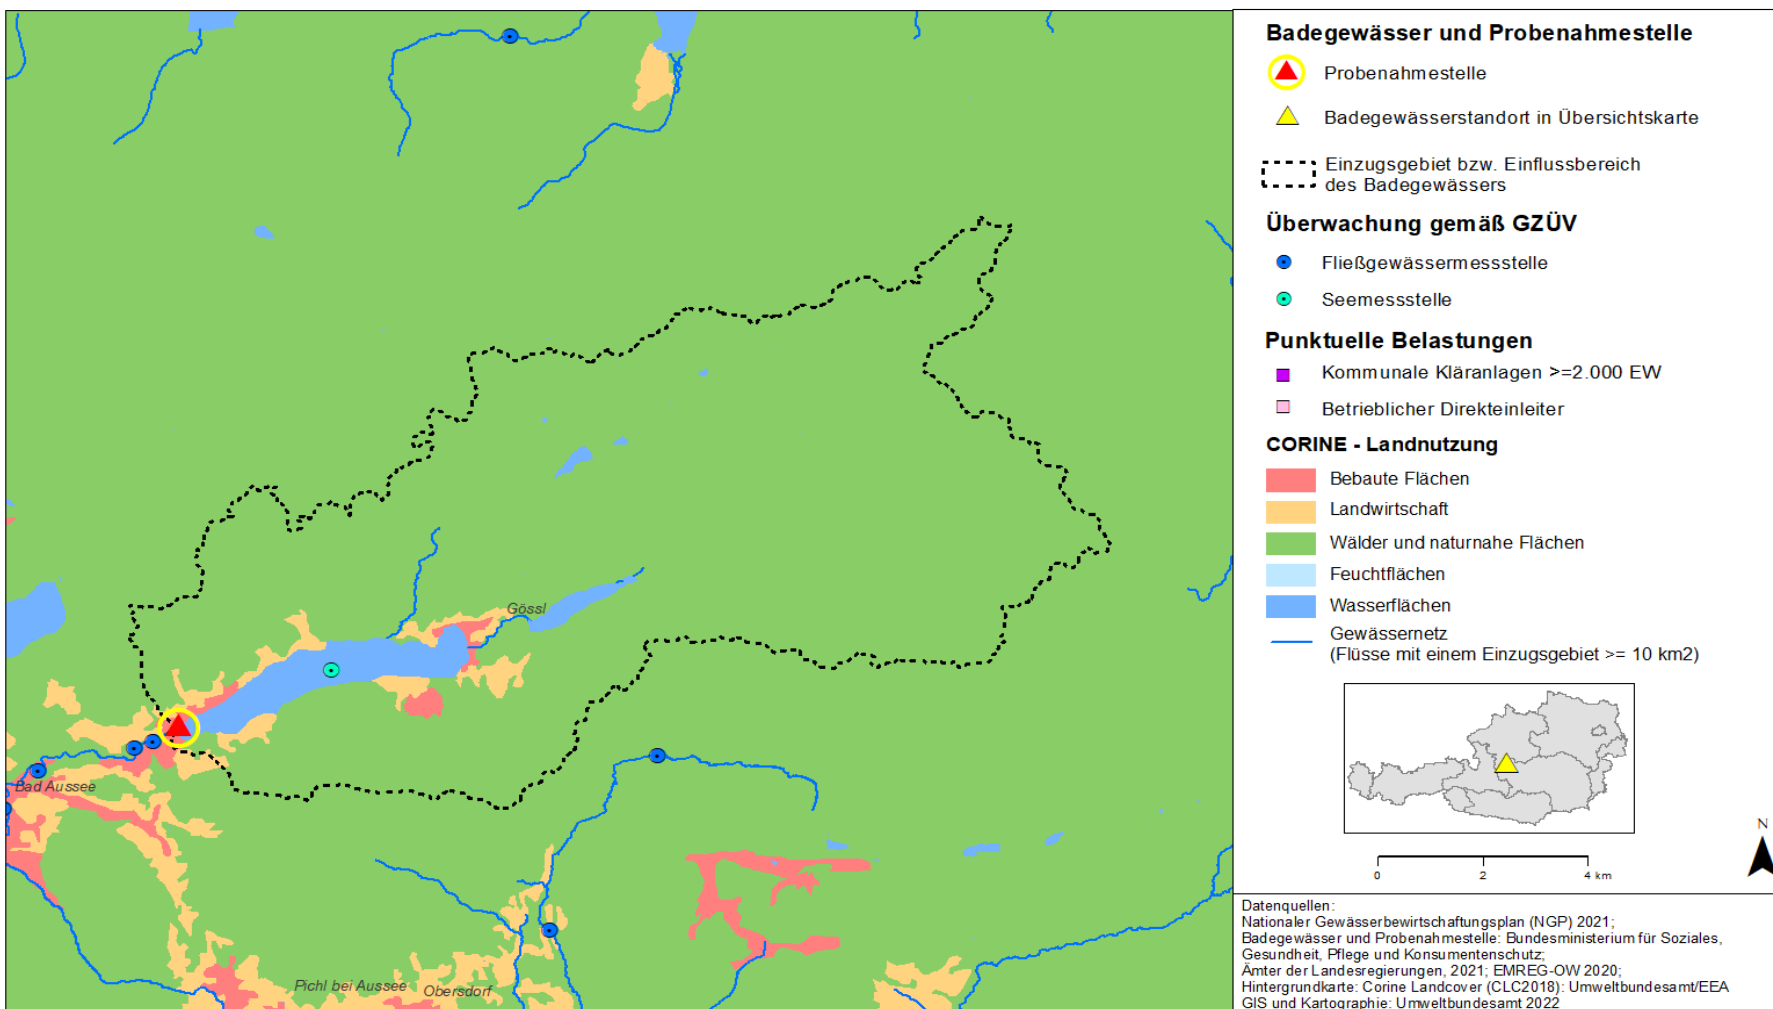 Gössl
Bad Aussee
Pichl bei Aussee
Obersdorf
Badegewässer und Probenahmestelle
Probenahmestelle
Badegewässerstandort in Übersichtskarte
Einzugsgebiet bzw. Einflussbereich
des Badegewässers
Überwachung gemäß GZÜV
Fließgewässermessstelle
Seemessstelle
Punktuelle Belastungen
Kommunale Kläranlagen >=2.000 EW
Betrieblicher Direkteinleiter
CORINE - Landnutzung
Bebaute Flächen
Landwirtschaft
Wälder und naturnahe Flächen
Feuchtflächen
Wasserflächen
Gewässernetz
(Flüsse mit einem Einzugsgebiet >= 10 km2)
N
0 2 4 km
Datenquellen:
Nationaler Gewässerbewirtschaftungsplan (NGP) 2021;
Badegewässer und Probenahmestelle: Bundesministerium für Soziales,
Gesundheit, Pflege und Konsumentenschutz;
Ämter der Landesregierungen, 2021; EMREG-OW 2020;
Hintergrundkarte: Corine Landcover (CLC2018): Umweltbundesamt/EEA
GIS und Kartographie: Umweltbundesamt 2022